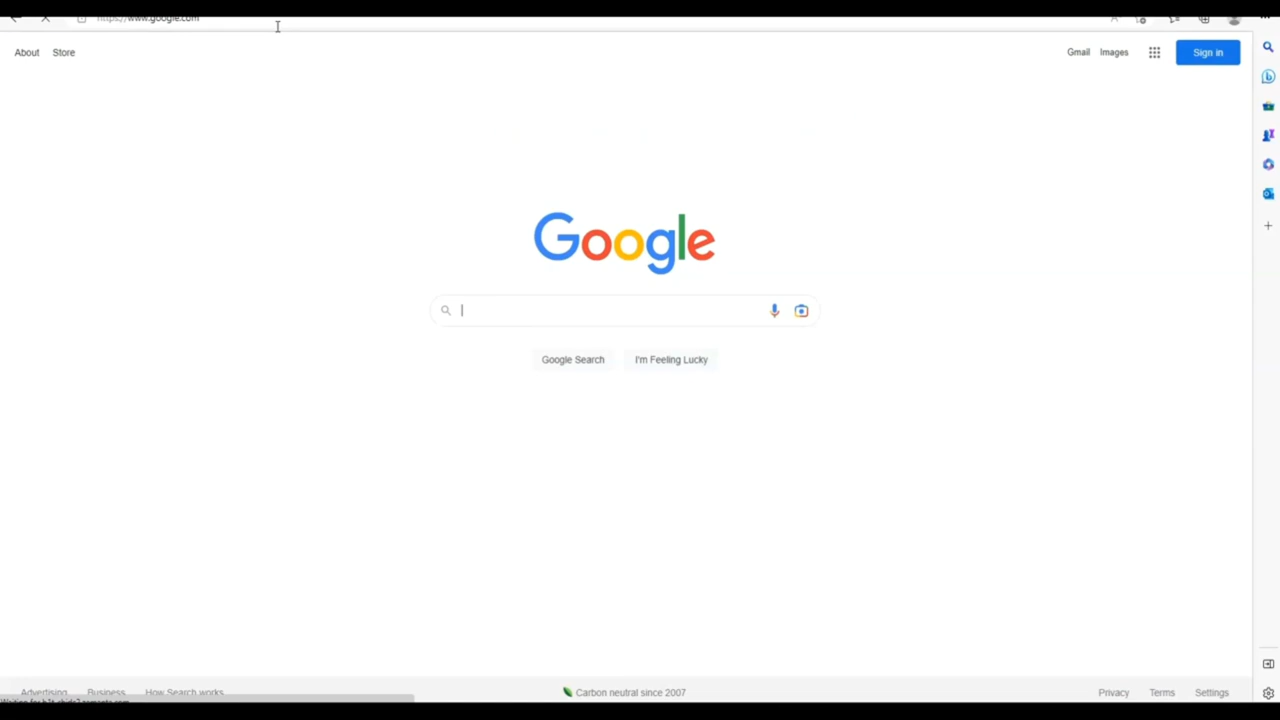 https://www.google.com
About Store
Gmail Images
Sign in
Google
Google Search I'm Feeling Lucky
Advertising Business How Search works
Carbon neutral since 2007
Privacy Terms Settings